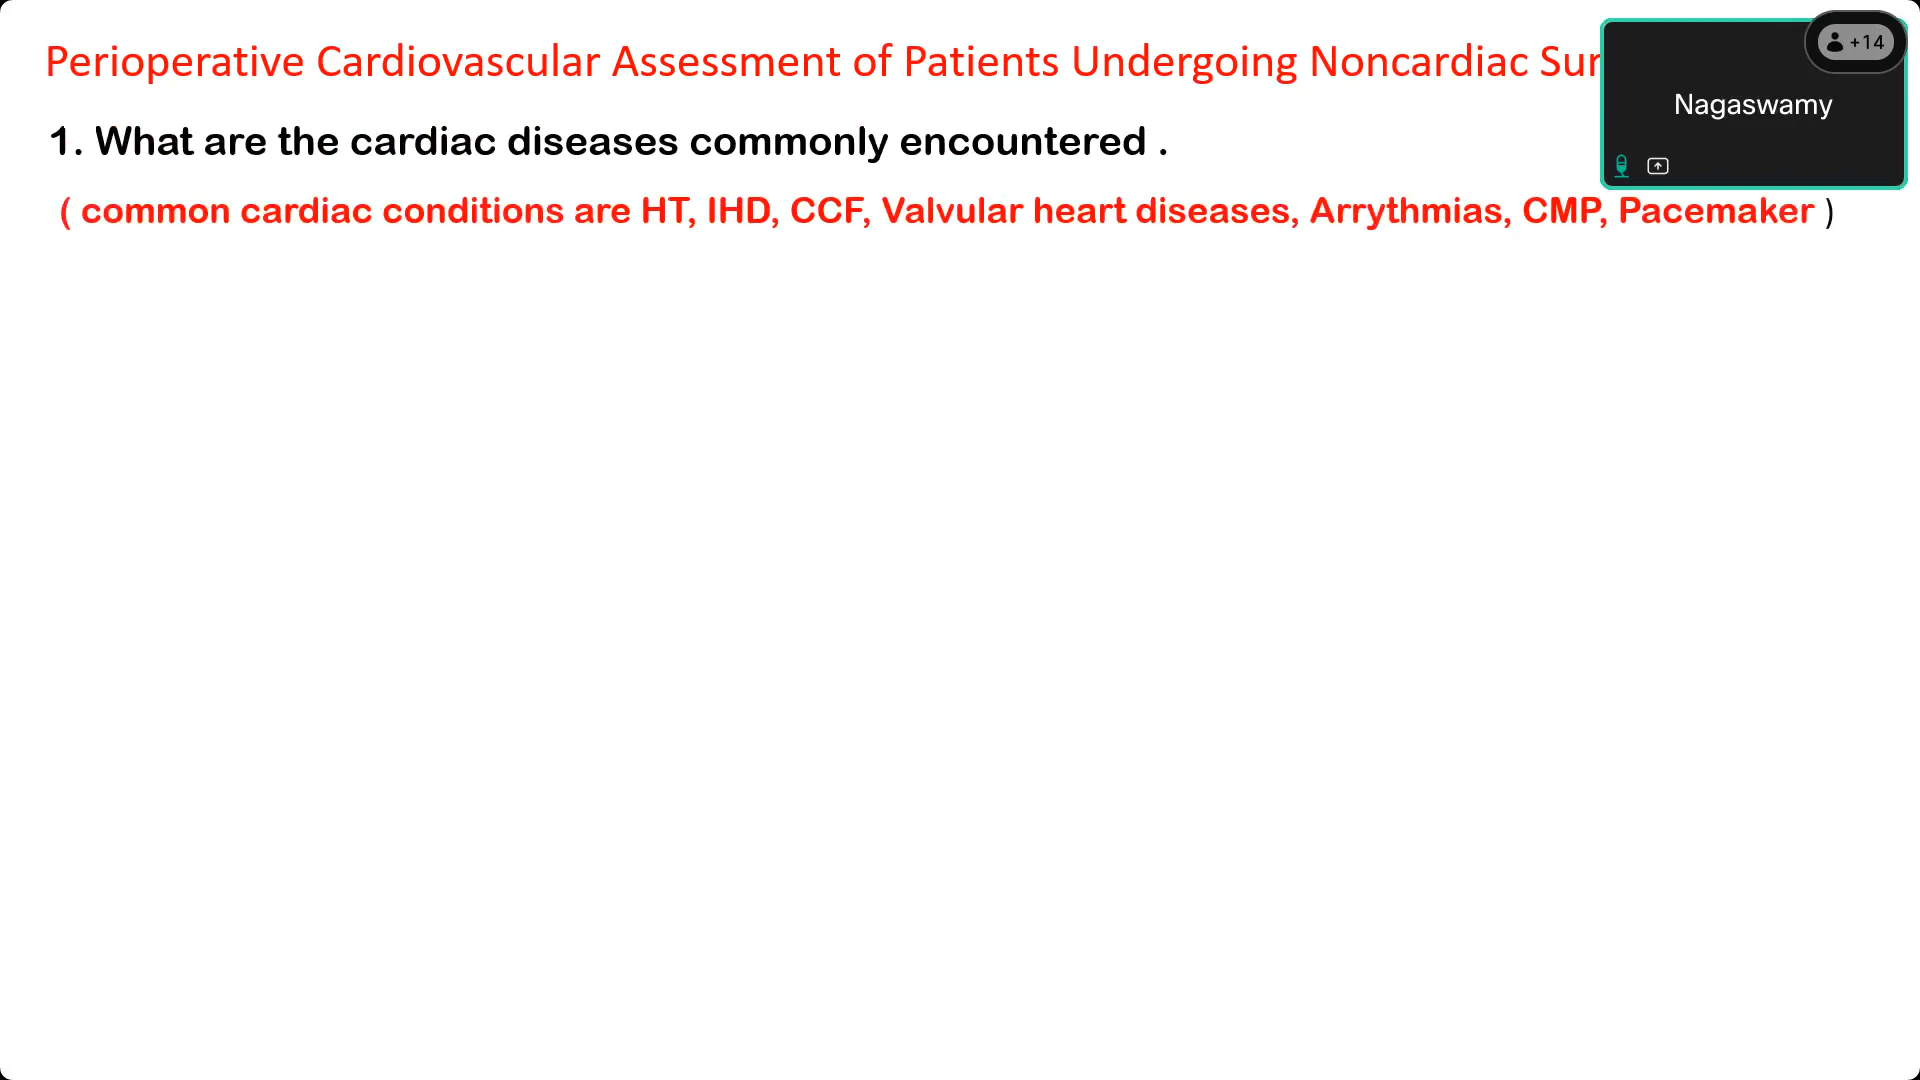 Perioperative Cardiovascular Assessment of Patients Undergoing Noncardiac Sur
+14
Nagaswamy
1. What are the cardiac diseases commonly encountered .
( common cardiac conditions are HT, IHD, CCF, Valvular heart diseases, Arrythmias, CMP, Pacemaker )